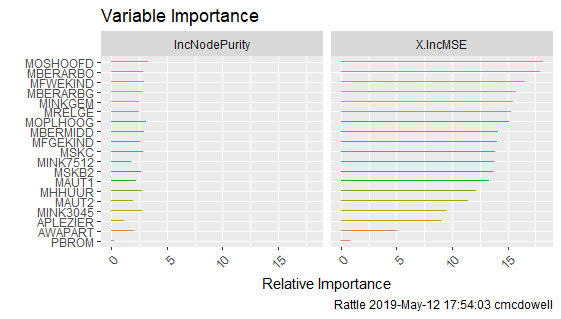 Variable Importance
IncNodePurity X.IncMSE
MOSHOOFD
MBERARBO
MFWEKIND
MBERARBG
MINKGEM
MRELGE
MOPLHOOG
MBERMIDD
MFGEKIND
MSKC
MINK7512
MSKB2
MAUT1
MHHUUR
MAUT2
MINK3045
APLEZIER
AWAPART
PBROM
0 5 10 15 0 5 10 15
Relative Importance
Rattle 2019-May-12 17:54:03 cmcdowell